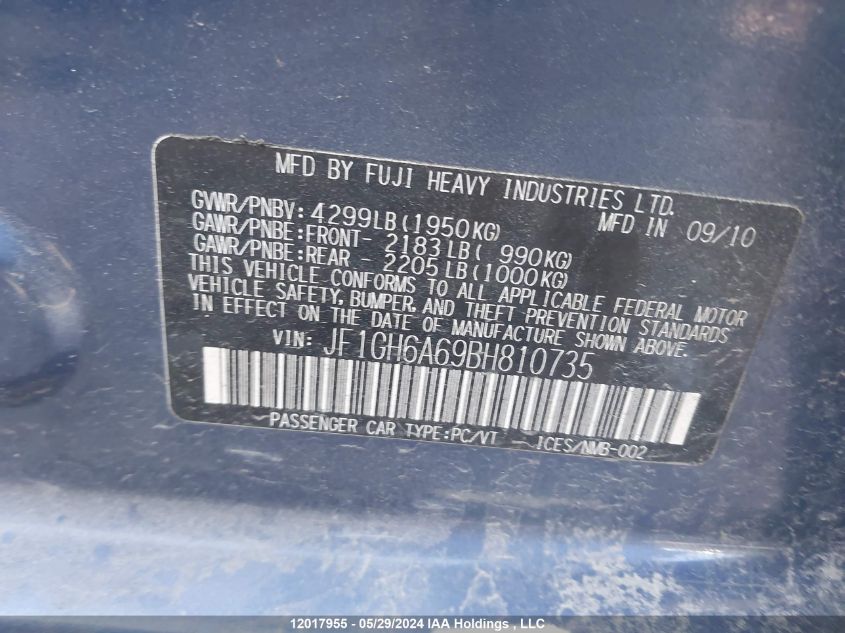 MFD BY FUJI HEAVY INDUSTRIES LTD.
GVWR/PNBV: 4299LB(1950KG) MFD IN 09/10
GAWR/PNBE:FRONT- 2183LB( 990KG)
GAWR/PNBE:REAR - 2205LB(1000KG)
THIS VEHICLE CONFORMS TO ALL APPLICABLE FEDERAL MOTOR
VEHICLE SAFETY, BUMPER, AND THEFT PREVENTION STANDARDS
IN EFFECT ON THE DATE OF MANUFACTURE SHOWN ABOVE.
VIN: JF1GH6A69BH810735
PASSENGER CAR TYPE:PC/VT ICES/NMB-002
12017955 - 05/29/2024 IAA Holdings , LLC